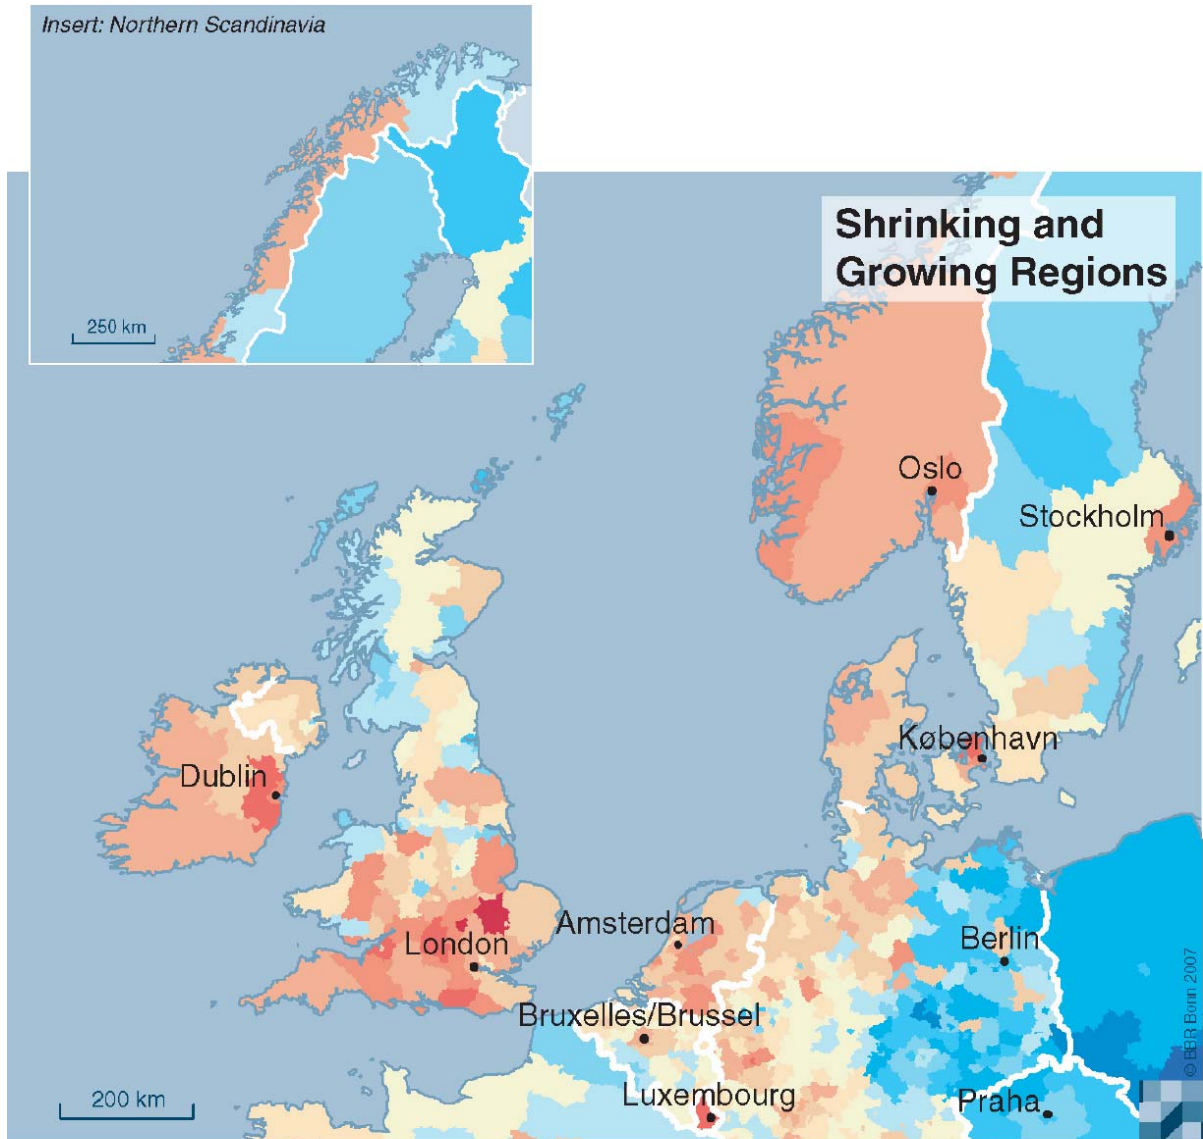 Insert: Northern Scandinavia
250 km
Shrinking and
Growing Regions
Oslo
Stockholm
København
Dublin
London
Amsterdam
Berlin
Bruxelles/Brussel
Luxembourg
Praha
200 km
© BBR Bonn 2007